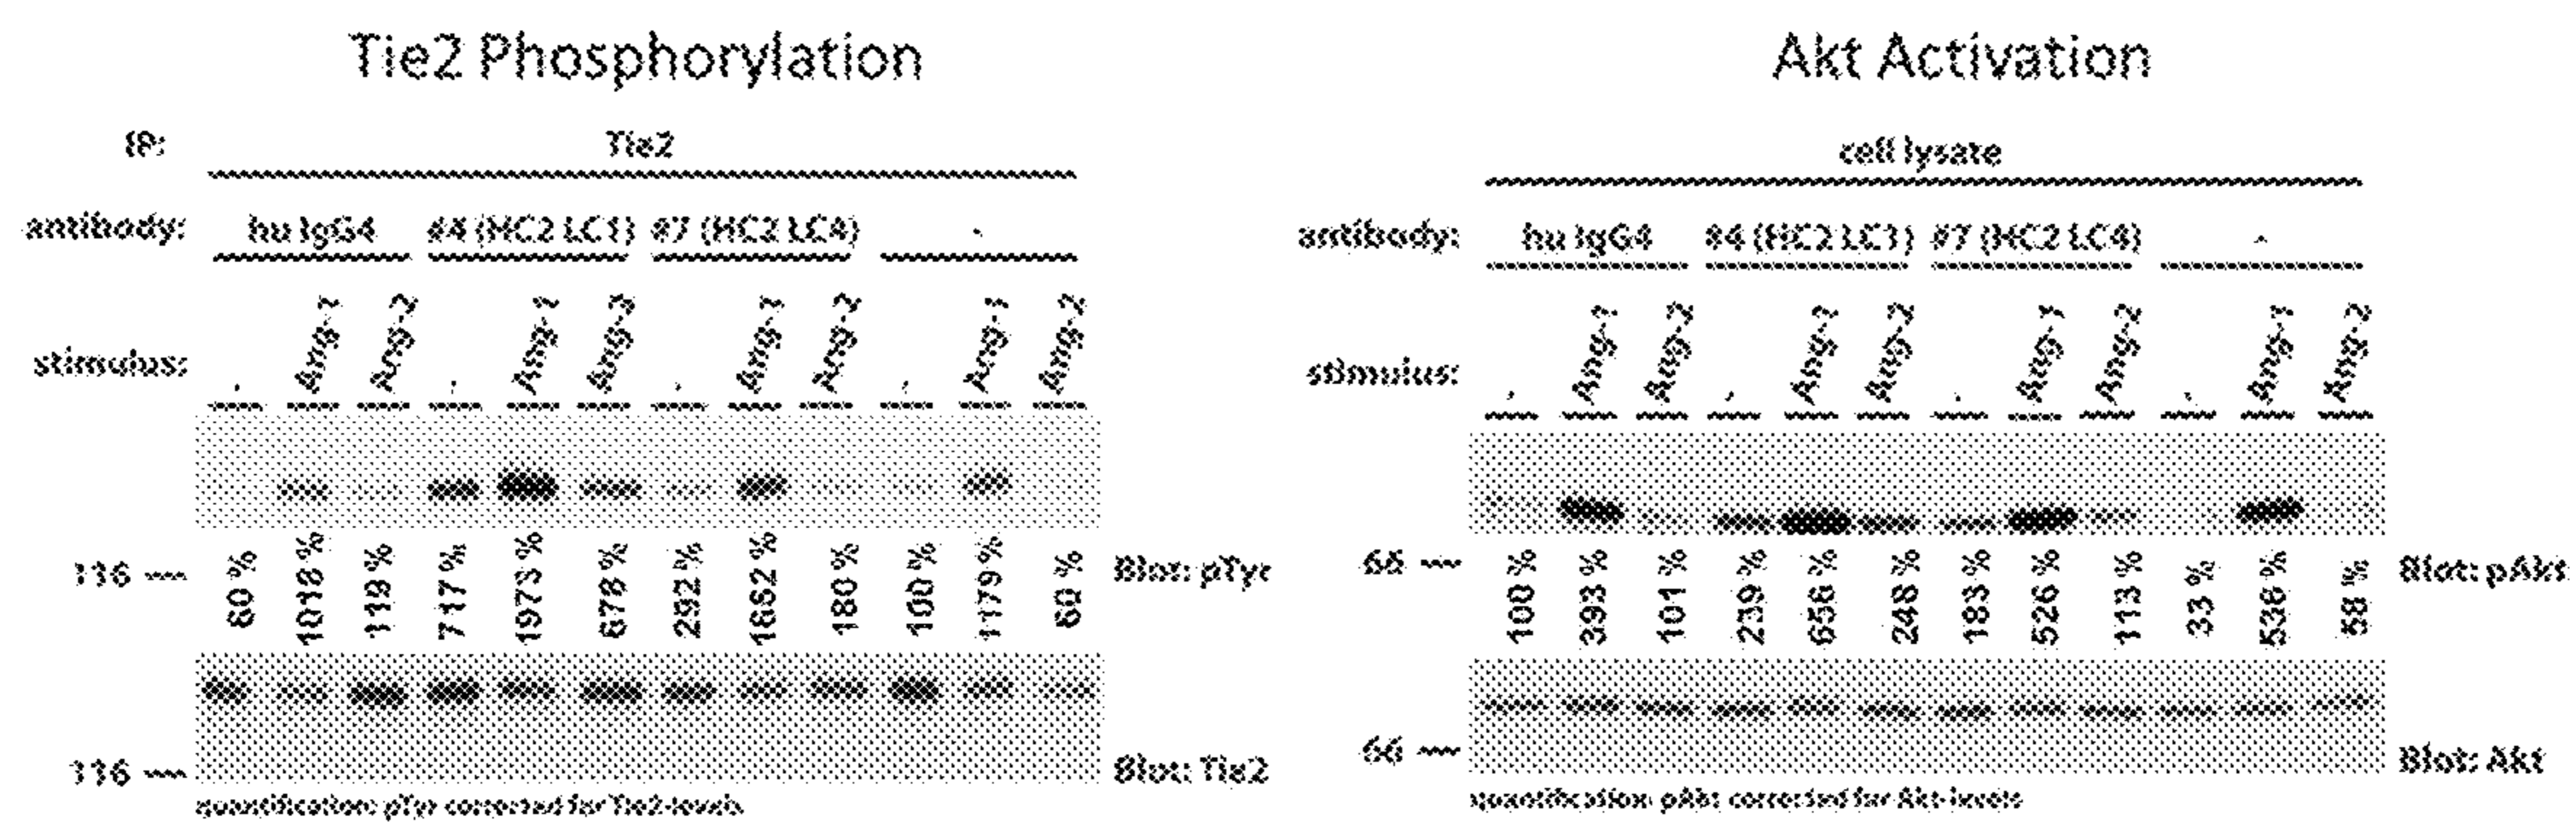 Tie2 Phosphorylation
IP: Tie2
antibody: hu IgG4 #4 (HC2 LC1) #7 (HC2 LC4) -
stimulus: - Ang-1 Ang-2 - Ang-1 Ang-2 - Ang-1 Ang-2 - Ang-1 Ang-2
116
60 % 1018 % 119 % 717 % 1973 % 678 % 292 % 1662 % 180 % 100 % 1179 % 60 %
Blot: pTyr
116
Blot: Tie2
quantification: pTyr corrected for Tie2-levels
Akt Activation
cell lysate
antibody: hu IgG4 #4 (HC2 LC1) #7 (HC2 LC4) -
stimulus: - Ang-1 Ang-2 - Ang-1 Ang-2 - Ang-1 Ang-2 - Ang-1 Ang-2
66
100 % 393 % 101 % 239 % 656 % 248 % 183 % 526 % 113 % 33 % 536 % 58 %
Blot: pAkt
66
Blot: Akt
quantification: pAkt corrected for Akt-levels